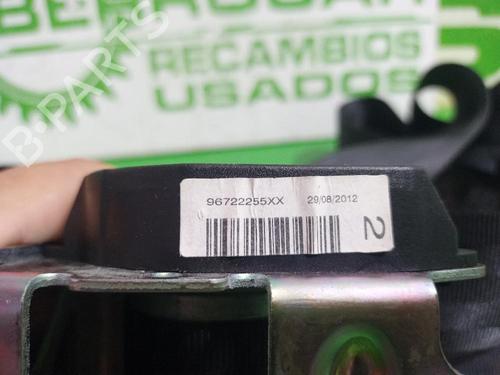 RECAMBIOS
USADOS
B-PARTS
96722255XX 29/08/2012
2